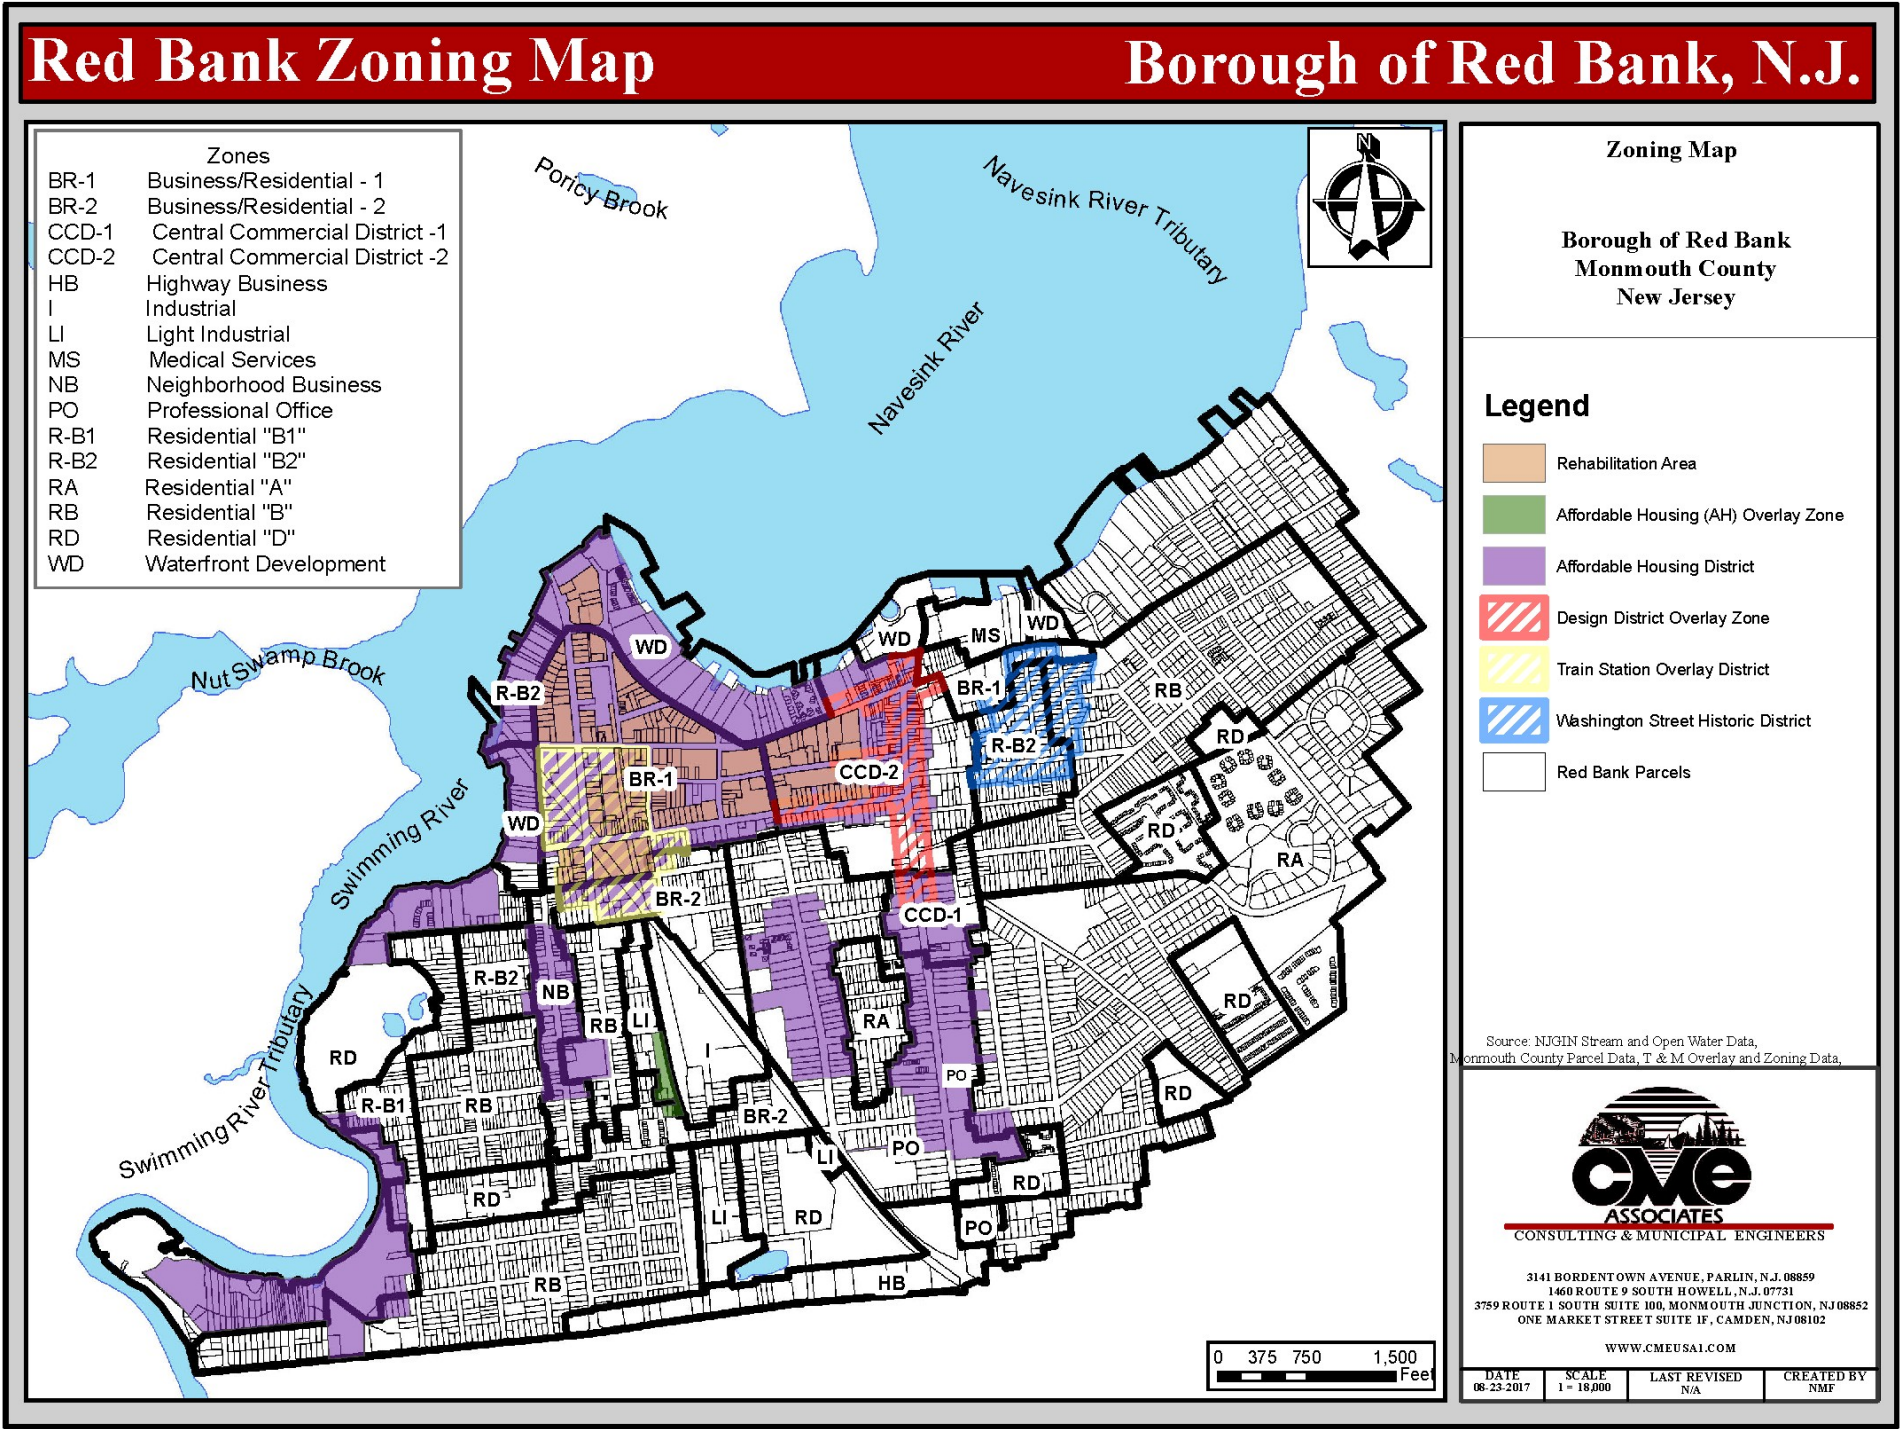 Red Bank Zoning Map
Borough of Red Bank, N.J.
Zones
BR-1 Business/Residential - 1
BR-2 Business/Residential - 2
CCD-1 Central Commercial District -1
CCD-2 Central Commercial District -2
HB Highway Business
I Industrial
LI Light Industrial
MS Medical Services
NB Neighborhood Business
PO Professional Office
R-B1 Residential "B1"
R-B2 Residential "B2"
RA Residential "A"
RB Residential "B"
RD Residential "D"
WD Waterfront Development
Poricy Brook
Navesink River Tributary
Navesink River
Nut Swamp Brook
Swimming River
Swimming River Tributary
N
WD
WD
WD
MS
R-B2
BR-1
RB
R-B2
RD
BR-1
CCD-2
WD
RD
RA
BR-2
CCD-1
R-B2
NB
RB
LI
RA
RD
RD
I
PO
R-B1
RB
BR-2
RD
LI
PO
RD
RD
LI
RD
PO
RB
HB
0 375 750 1,500
Feet
Zoning Map
Borough of Red Bank
Monmouth County
New Jersey
Legend
Rehabilitation Area
Affordable Housing (AH) Overlay Zone
Affordable Housing District
Design District Overlay Zone
Train Station Overlay District
Washington Street Historic District
Red Bank Parcels
Source: NJGIN Stream and Open Water Data,
Monmouth County Parcel Data, T & M Overlay and Zoning Data,
CME
ASSOCIATES
CONSULTING & MUNICIPAL ENGINEERS
3141 BORDENTOWN AVENUE, PARLIN, N.J. 08859
1460 ROUTE 9 SOUTH HOWELL, N.J. 07731
3759 ROUTE 1 SOUTH SUITE 100, MONMOUTH JUNCTION, NJ 08852
ONE MARKET STREET SUITE 1F, CAMDEN, NJ 08102
WWW.CMEUSA1.COM
DATE
08-23-2017
SCALE
1 = 18,000
LAST REVISED
N/A
CREATED BY
NMF